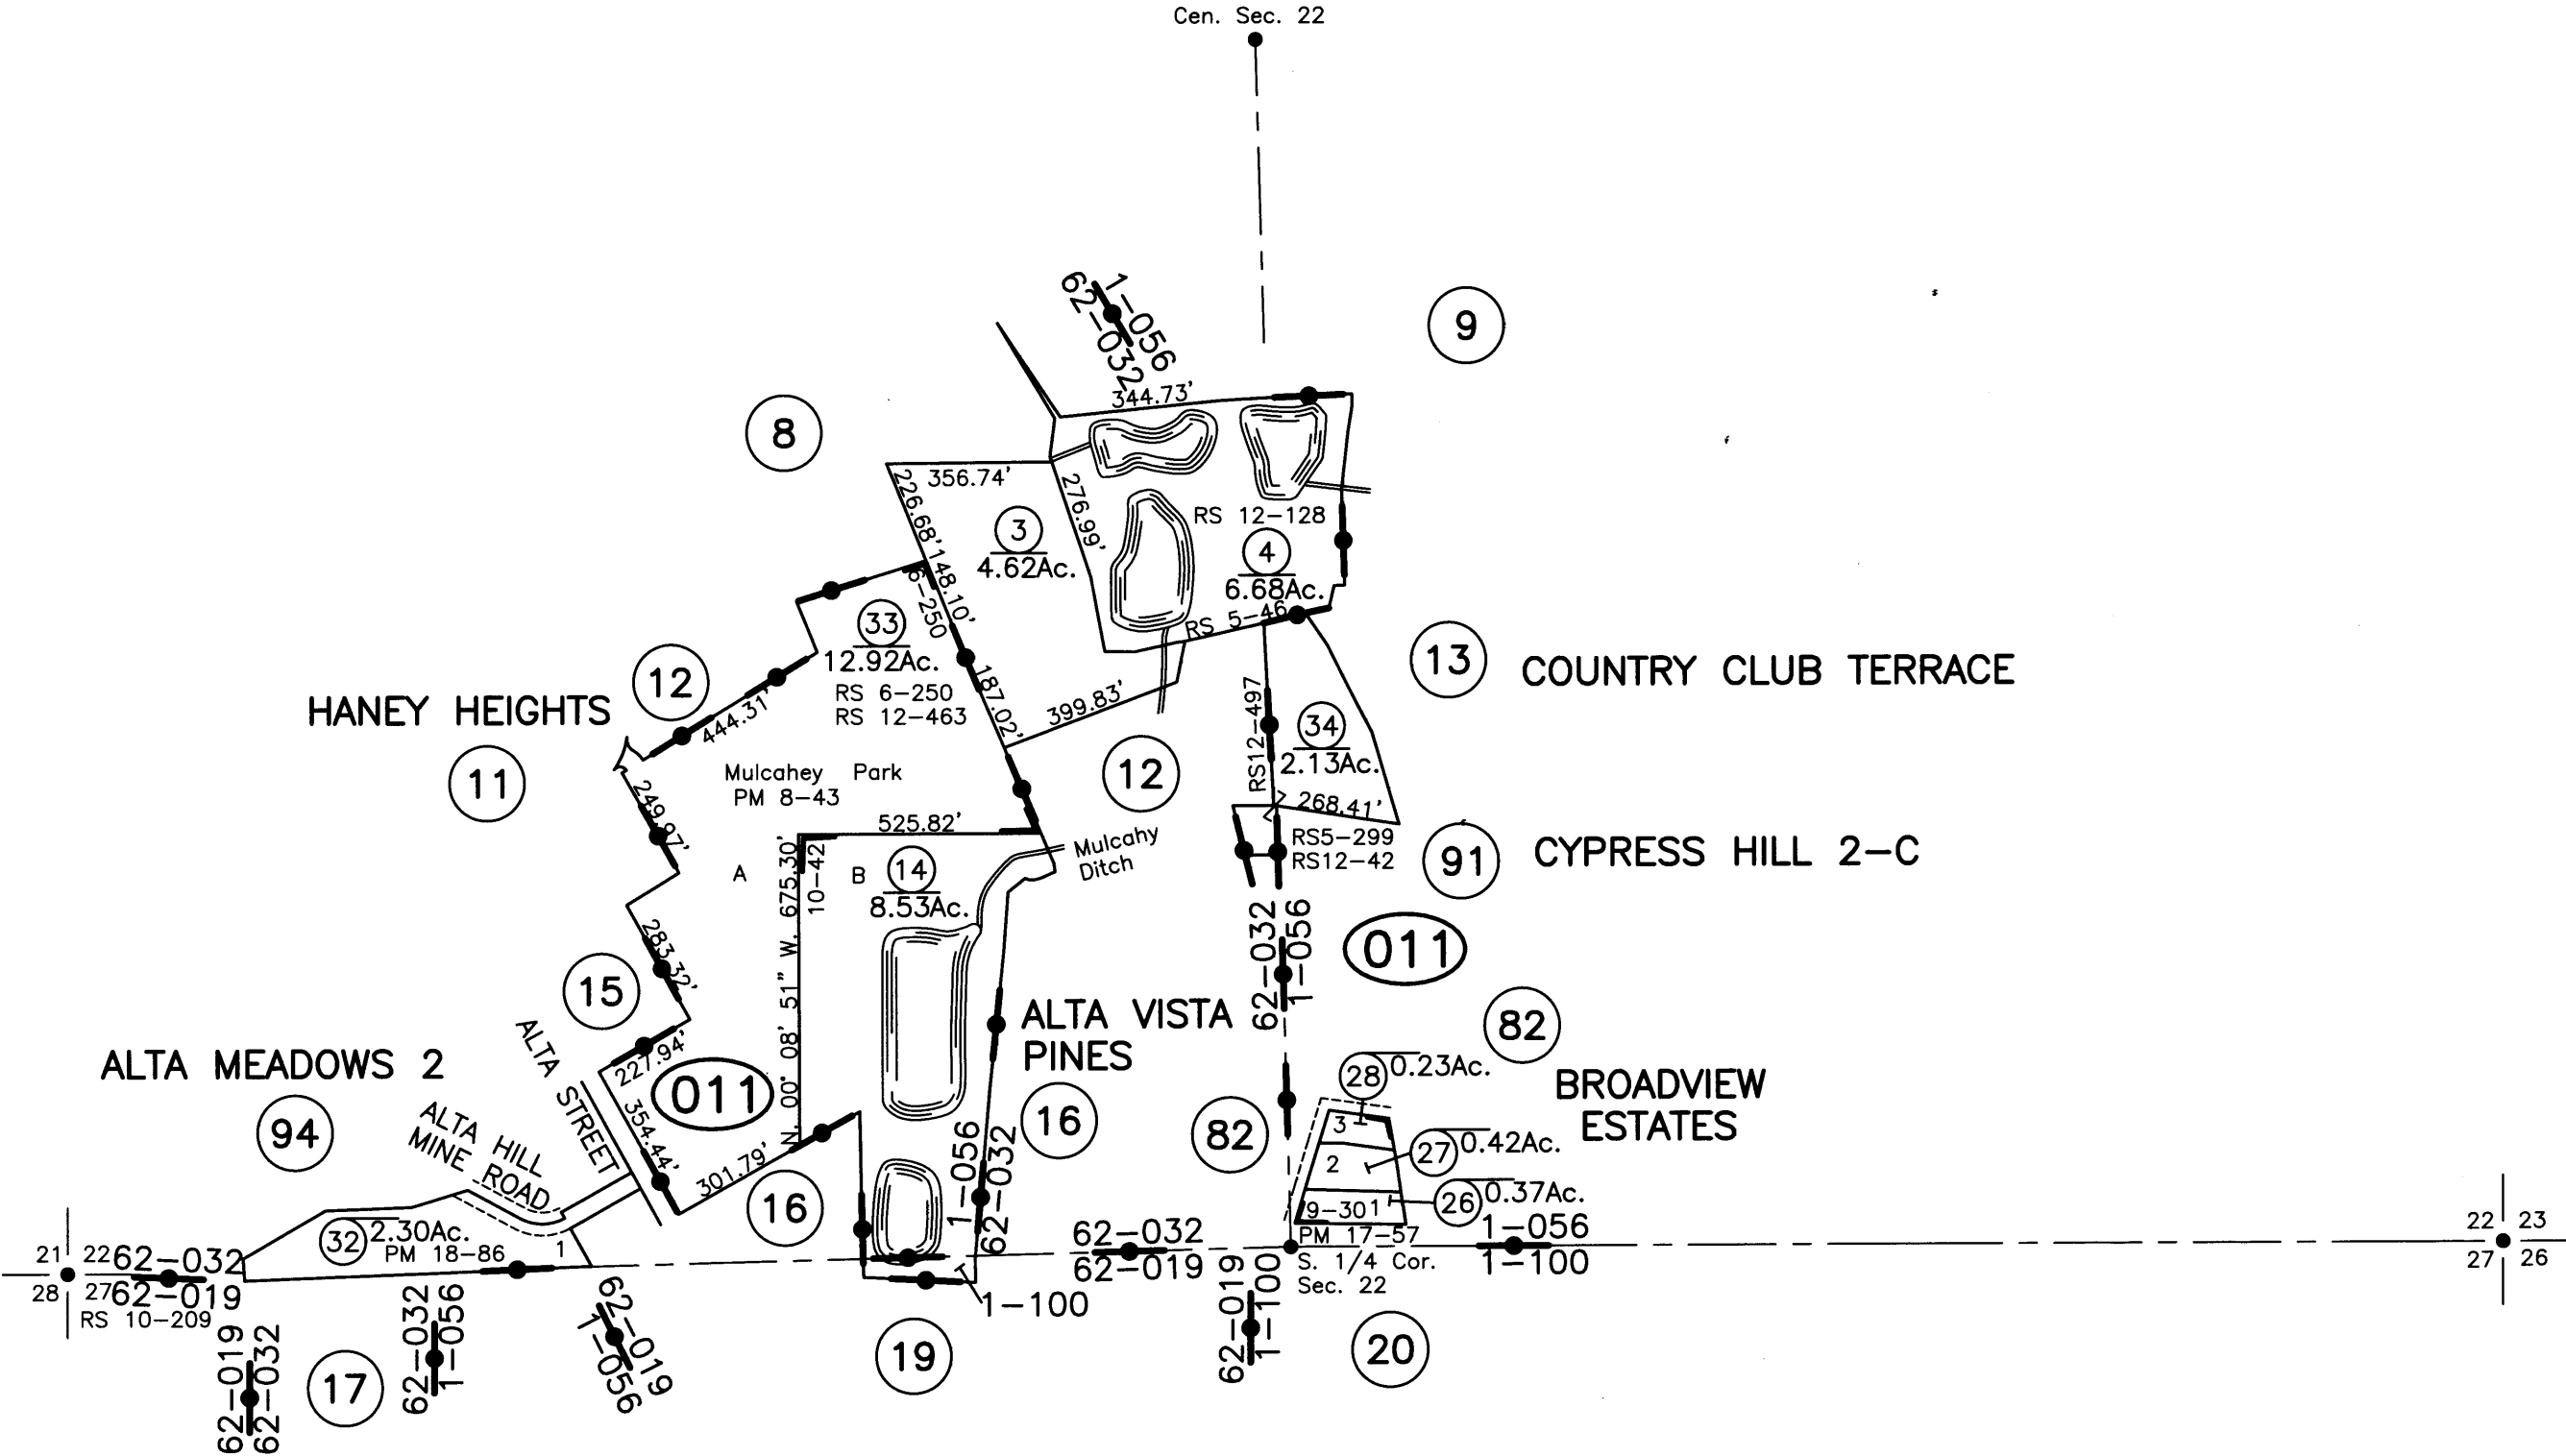 Cen. Sec. 22
1-056
62-032
9
344.73'
8
356.74'
226.68'
276.99'
3
4.62Ac.
RS 12-128
4
6.68Ac.
RS 5-46
148.10'
6-250
33
12.92Ac.
RS 6-250
RS 12-463
187.02'
399.83'
12
444.31'
HANEY HEIGHTS
11
13
COUNTRY CLUB TERRACE
RS12-497
34
2.13Ac.
268.41'
12
Mulcahey Park
PM 8-43
249.97'
525.82'
Mulcahy
Ditch
RS5-299
RS12-42
91
CYPRESS HILL 2-C
A
N. 00° 08' 51" W. 675.30'
10-42
B
14
8.53Ac.
62-032
1-056
011
283.32'
15
ALTA VISTA
PINES
16
82
ALTA MEADOWS 2
94
ALTA
STREET
227.94'
011
354.44'
301.79'
16
ALTA HILL
MINE ROAD
1-056
62-032
82
28
0.23Ac.
BROADVIEW
ESTATES
3
27
0.42Ac.
2
26
0.37Ac.
9-30
1
PM 17-57
S. 1/4 Cor.
Sec. 22
1-056
1-100
22
23
27
26
21
22
28
27
62-032
62-019
RS 10-209
32
2.30Ac.
PM 18-86
1
62-032
62-019
1-100
62-019
62-032
17
62-032
1-056
62-019
1-056
19
62-019
1-100
20